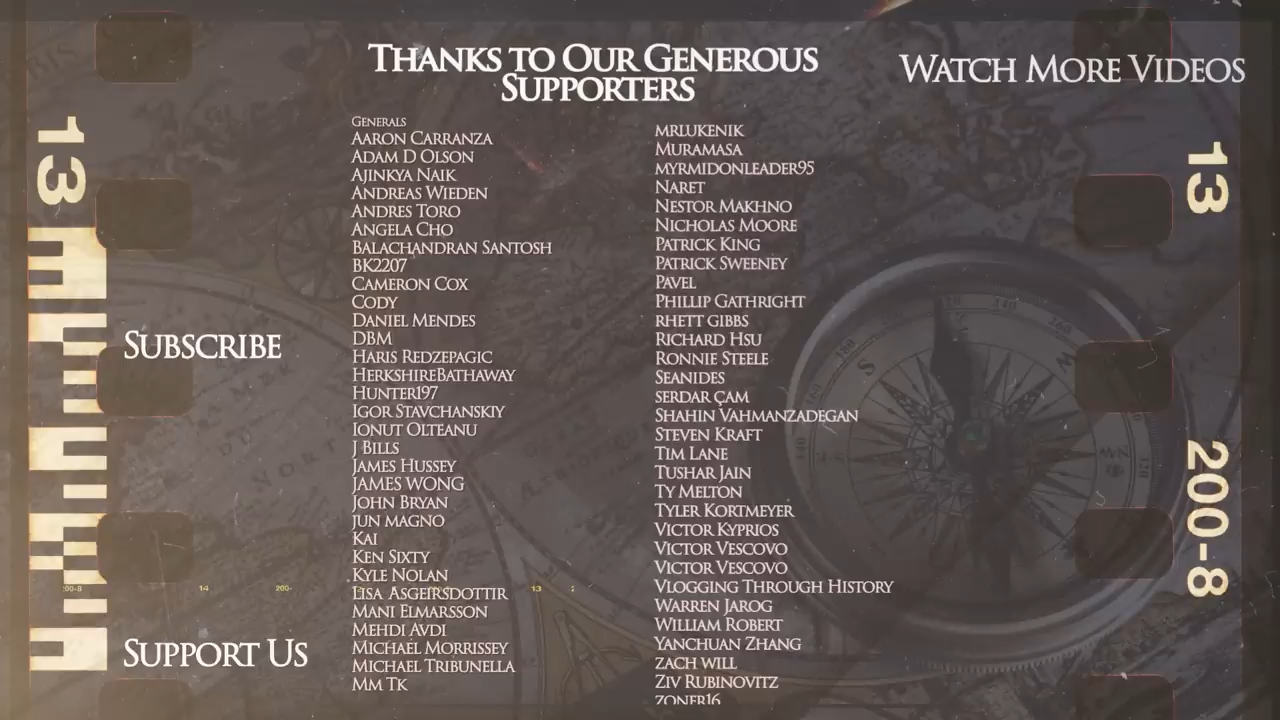 THANKS TO OUR GENEROUS
SUPPORTERS
WATCH MORE VIDEOS
GENERALS
AARON CARRANZA
ADAM D OLSON
AJINKYA NAIK
ANDREAS WIEDEN
ANDRES TORO
ANGELA CHO
BALACHANDRAN SANTOSH
BK2207
CAMERON COX
CODY
DANIEL MENDES
DBM
HARIS REDZEPAGIC
HERKSHIREBATHAWAY
HUNTER197
IGOR STAVCHANSKIY
IONUT OLTEANU
J BILLS
JAMES HUSSEY
JAMES WONG
JOHN BRYAN
JUN MAGNO
KAI
KEN SIXTY
KYLE NOLAN
LISA ASGEIRSDOTTIR
MANI ELMARSSON
MEHDI AVDI
MICHAEL MORRISSEY
MICHAEL TRIBUNELLA
MM TK
MRLUKENIK
MURAMASA
MYRMIDONLEADER95
NARET
NESTOR MAKHNO
NICHOLAS MOORE
PATRICK KING
PATRICK SWEENEY
PAVEL
PHILLIP GATHRIGHT
RHETT GIBBS
RICHARD HSU
RONNIE STEELE
SEANIDES
SERDAR ÇAM
SHAHIN VAHMANZADEGAN
STEVEN KRAFT
TIM LANE
TUSHAR JAIN
TY MELTON
TYLER KORTMEYER
VICTOR KYPRIOS
VICTOR VESCOVO
VICTOR VESCOVO
VLOGGING THROUGH HISTORY
WARREN JAROG
WILLIAM ROBERT
YANCHUAN ZHANG
ZACH WILL
ZIV RUBINOVITZ
ZONER16
SUBSCRIBE
SUPPORT US
13
13
200-8
14
200-
13